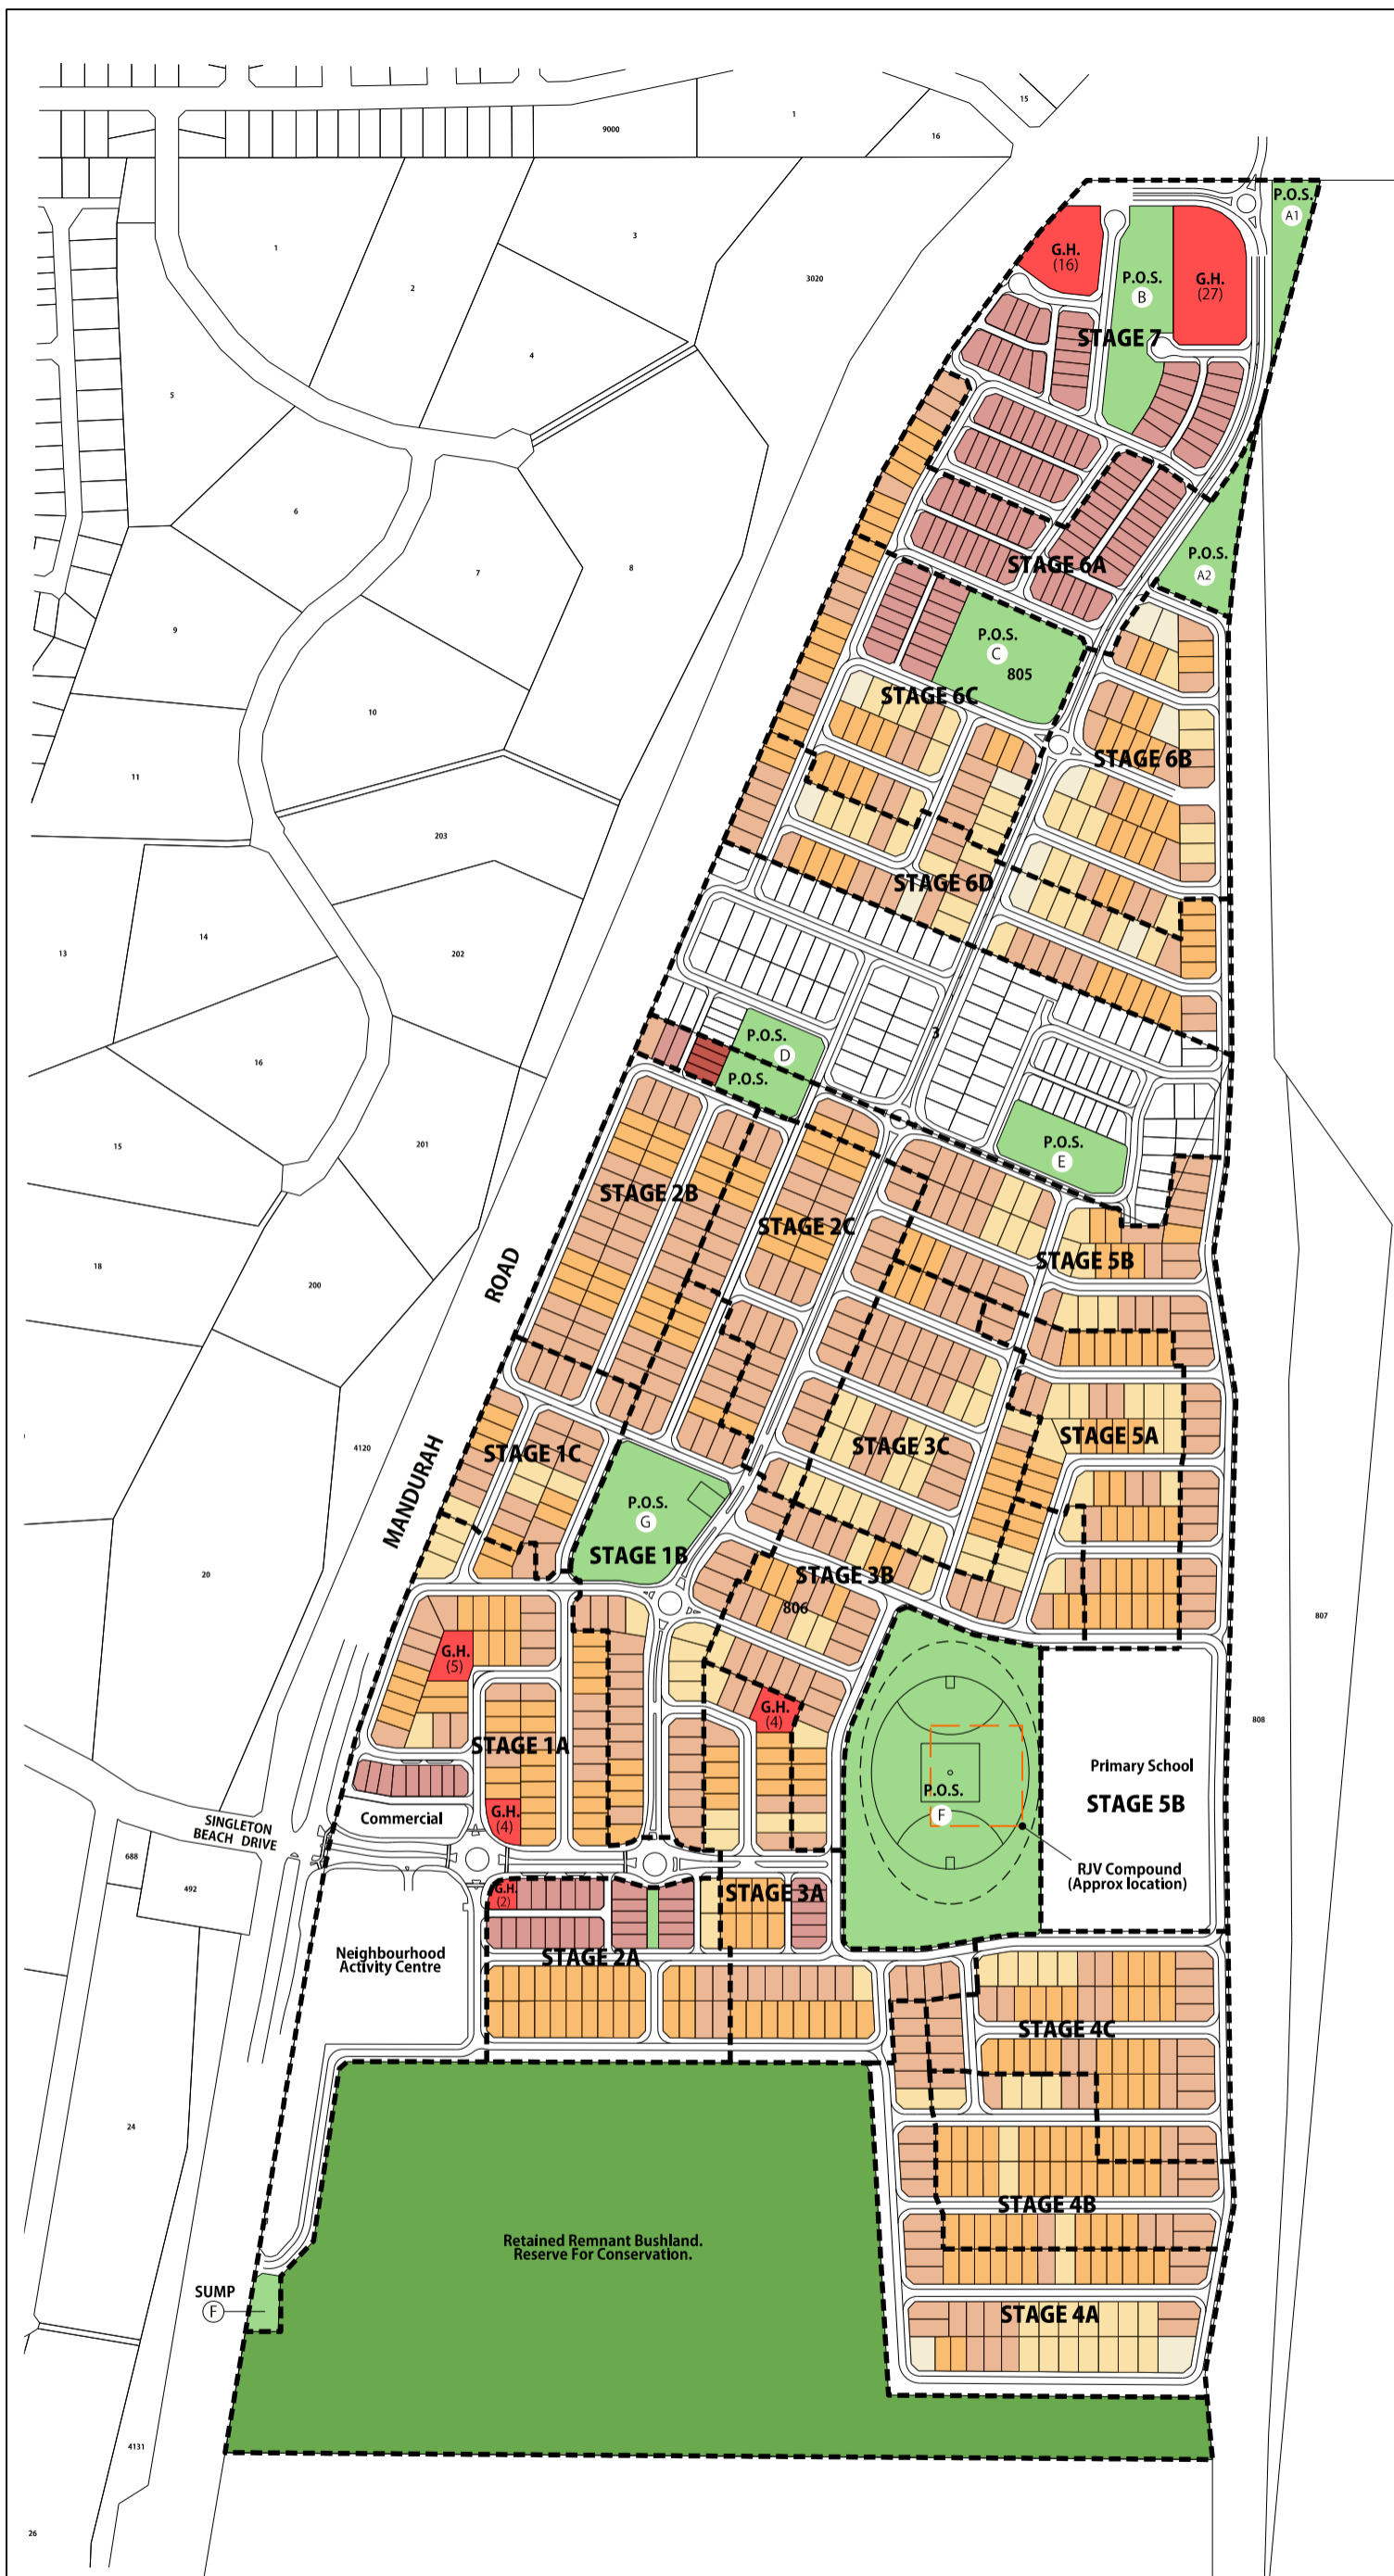 15
1
9000
16
P.O.S.
A1
3
1
G.H.
(16)
P.O.S.
B
G.H.
(27)
3020
2
STAGE 7
4
5
6
P.O.S.
A2
STAGE 6A
8
7
9
P.O.S.
C
805
STAGE 6C
10
STAGE 6B
11
203
STAGE 6D
14
13
202
3
P.O.S.
D
P.O.S.
16
15
201
P.O.S.
E
STAGE 2B
STAGE 2C
STAGE 5B
18
200
ROAD
STAGE 5A
STAGE 3C
4120
STAGE 1C
MANDURAH
P.O.S.
G
STAGE 1B
20
STAGE 3B
806
807
G.H.
(5)
G.H.
(4)
808
STAGE 1A
Primary School
P.O.S.
F
STAGE 5B
Commercial
G.H.
(4)
SINGLETON
BEACH DRIVE
688
RJV Compound
(Approx location)
492
G.H.
(2)
STAGE 3A
Neighbourhood
Activity Centre
STAGE 2A
STAGE 4C
24
STAGE 4B
Retained Remnant Bushland.
Reserve For Conservation.
SUMP
F
STAGE 4A
4131
26